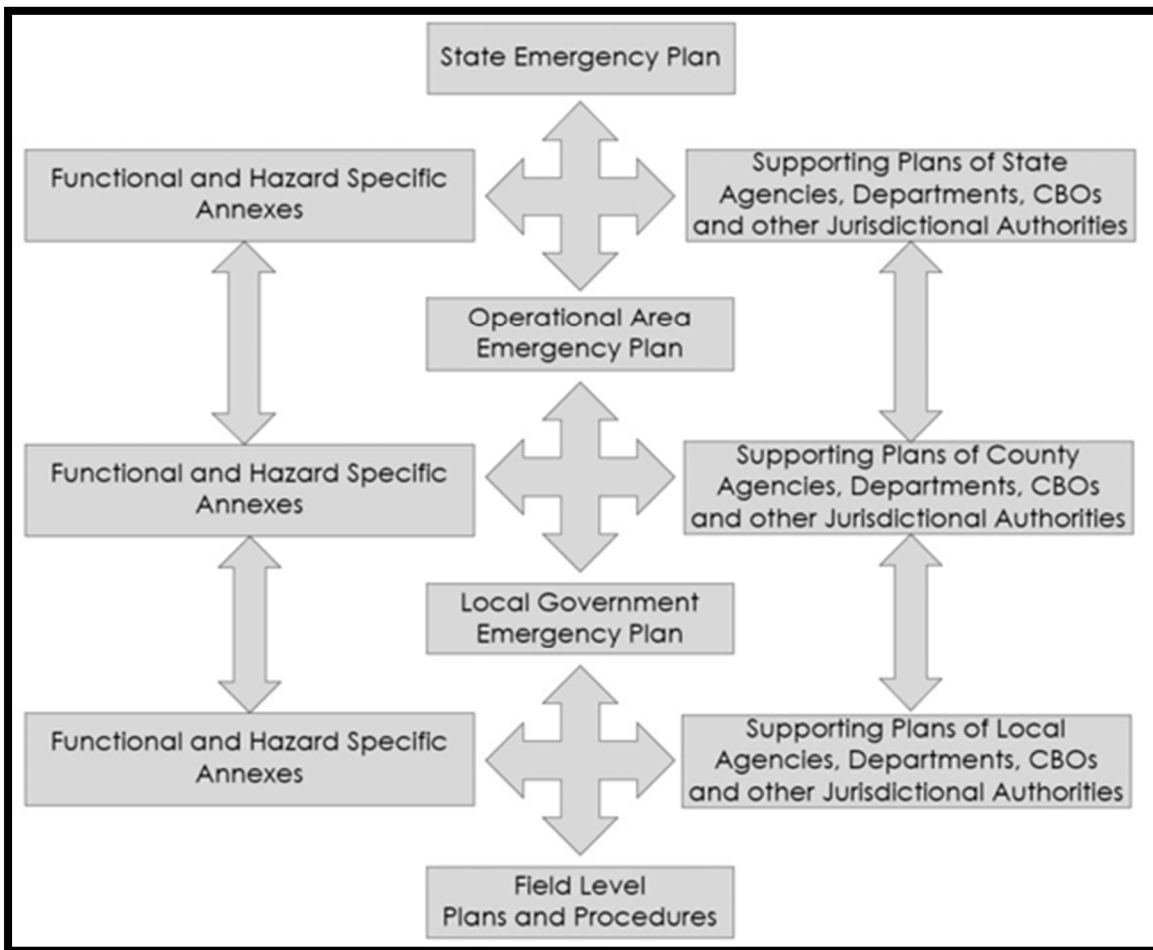 State Emergency Plan
Functional and Hazard Specific
Annexes
Supporting Plans of State
Agencies, Departments, CBOs
and other Jurisdictional Authorities
Operational Area
Emergency Plan
Functional and Hazard Specific
Annexes
Supporting Plans of County
Agencies, Departments, CBOs
and other Jurisdictional Authorities
Local Government
Emergency Plan
Functional and Hazard Specific
Annexes
Supporting Plans of Local
Agencies, Departments, CBOs
and other Jurisdictional Authorities
Field Level
Plans and Procedures